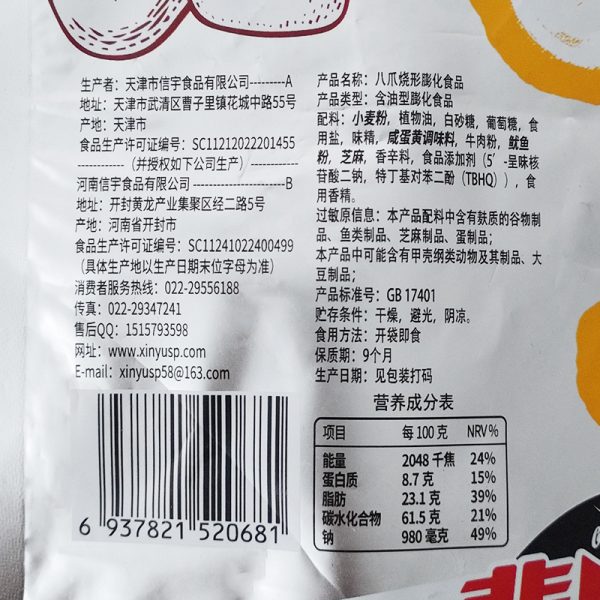 生产者：天津市信宇食品有限公司---------A
地址：天津市武清区曹子里镇花城中路55号
产地：天津市
食品生产许可证编号：SC11212022201455
------------（并授权如下公司生产）------------
河南信宇食品有限公司 -----------------------B
地址：开封黄龙产业集聚区经二路5号
产地：河南省开封市
食品生产许可证编号：SC11241022400499
（具体生产地以生产日期末位字母为准）
消费者服务热线：022-29556188
传真：022-29347241
售后QQ：1515793598
网址：www.xinyusp.com
E-mail：xinyusp58@163.com
6 937821 520681
产品名称：八爪烧形膨化食品
产品类型：含油型膨化食品
配料：小麦粉，植物油，白砂糖，葡萄糖，食
用盐，味精，咸蛋黄调味料，牛肉粉，鱿鱼
粉，芝麻，香辛料，食品添加剂（5′-呈味核
苷酸二钠，特丁基对苯二酚（TBHQ）），食
用香精。
过敏原信息：本产品配料中含有麸质的谷物制
品、鱼类制品、芝麻制品、蛋制品；
本产品中可能含有甲壳纲类动物及其制品、大
豆制品；
产品标准号：GB 17401
贮存条件：干燥，避光，阴凉。
食用方法：开袋即食
保质期：9个月
生产日期：见包装打码
营养成分表
项目 每100克 NRV%
能量 2048 千焦 24%
蛋白质 8.7 克 15%
脂肪 23.1 克 39%
碳水化合物 61.5 克 21%
钠 980 毫克 49%